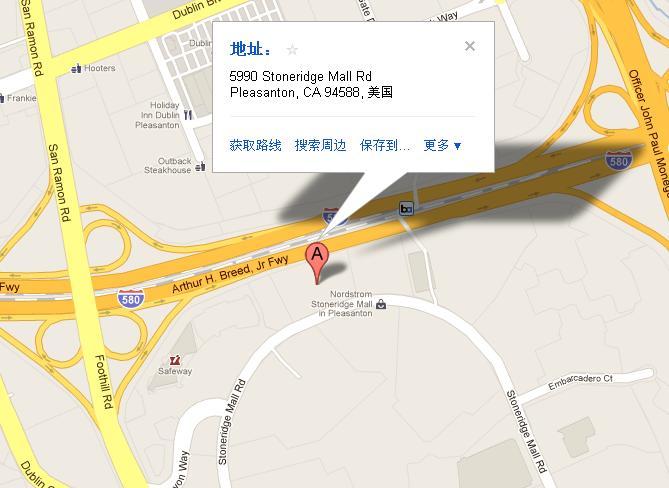 San Ramon Rd
Dublin Blvd
Way
地址： ☆
5990 Stoneridge Mall Rd
Pleasanton, CA 94588, 美国
获取路线 搜索周边 保存到... 更多▼
Hooters
Frankie
Holiday
Inn Dublin
Pleasanton
Outback
Steakhouse
San Ramon Rd
580
580
Arthur H. Breed, Jr Fwy
Fwy
580
A
Nordstrom
Stoneridge Mall
in Pleasanton
Safeway
Foothill Rd
Stoneridge Mall Rd
Embarcadero Ct
Stoneridge Mall Rd
Officer John Paul Monego
Dublin